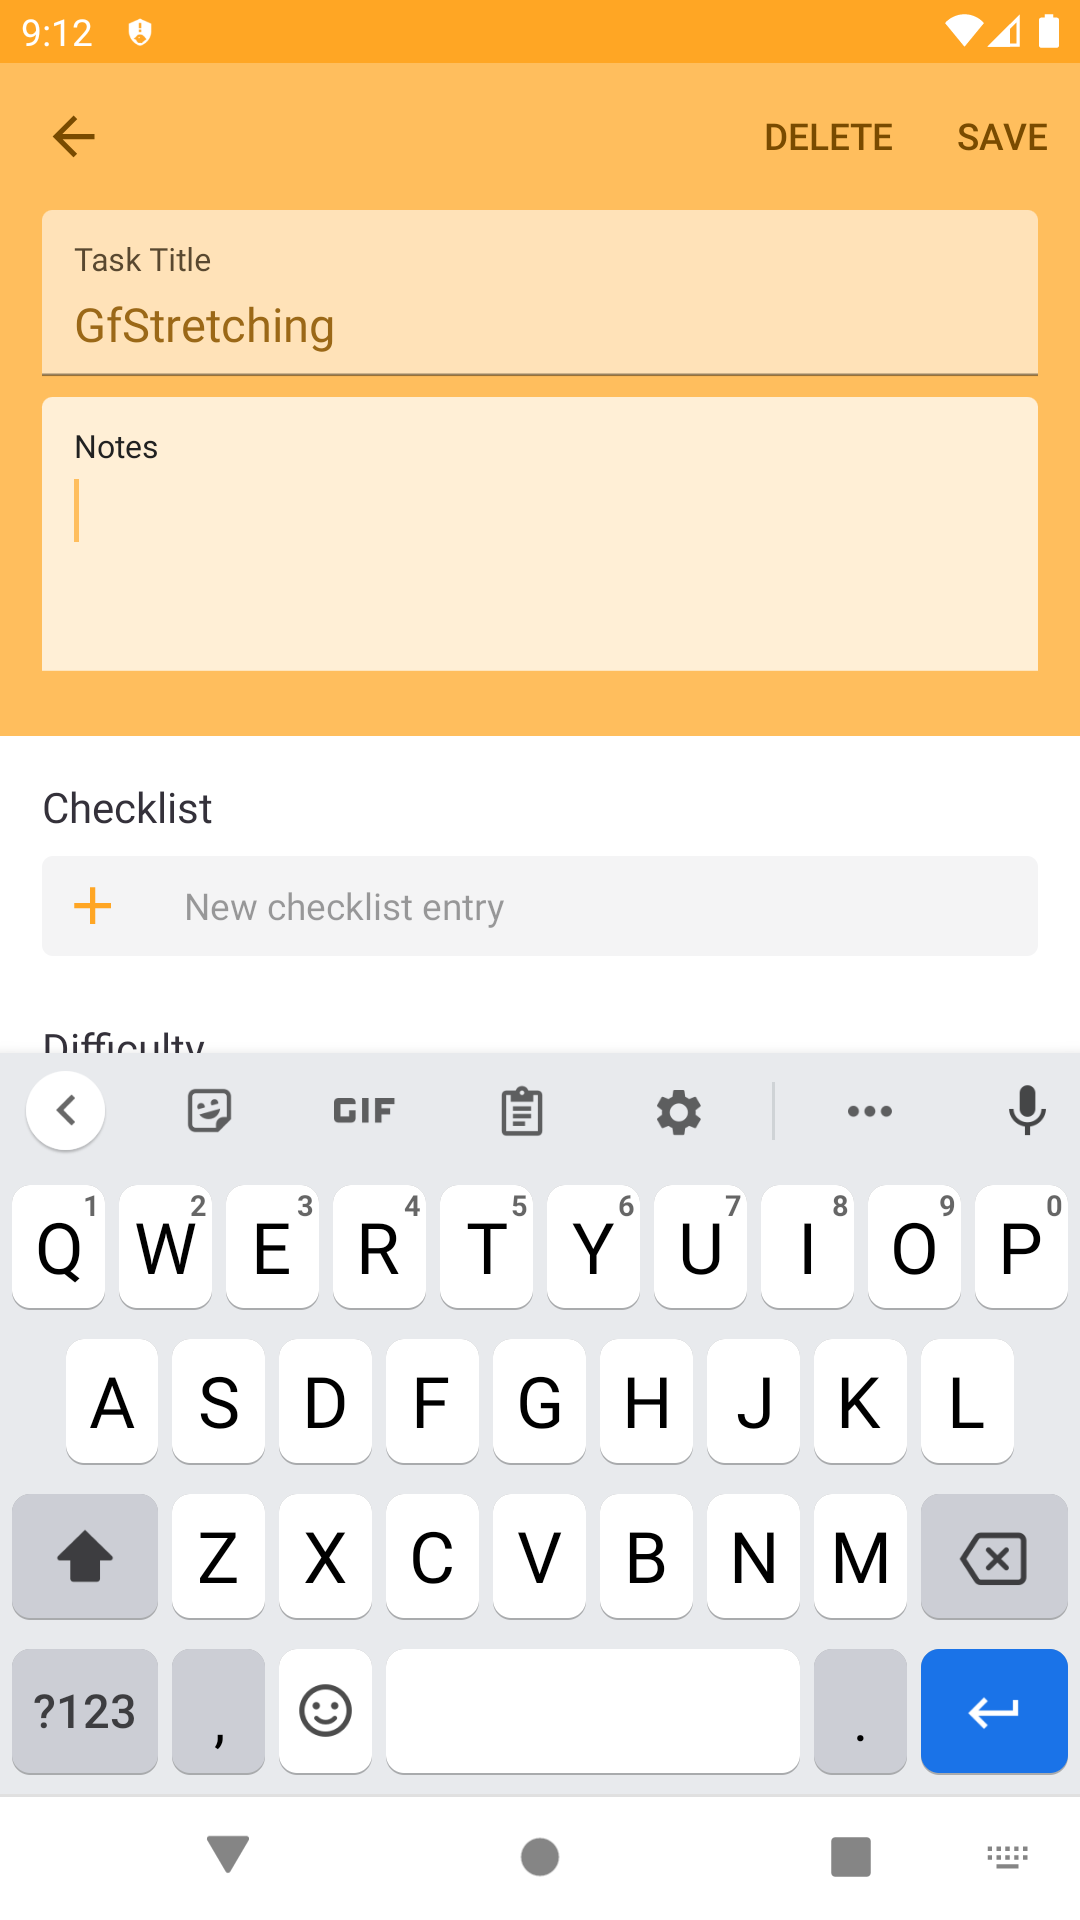 9:12
DELETE SAVE
Task Title
GfStretching
Notes
Checklist
New checklist entry
Difficulty
GIF
1 2 3 4 5 6 7 8 9 0
Q W E R T Y U I O P
A S D F G H J K L
Z X C V B N M
?123 , .